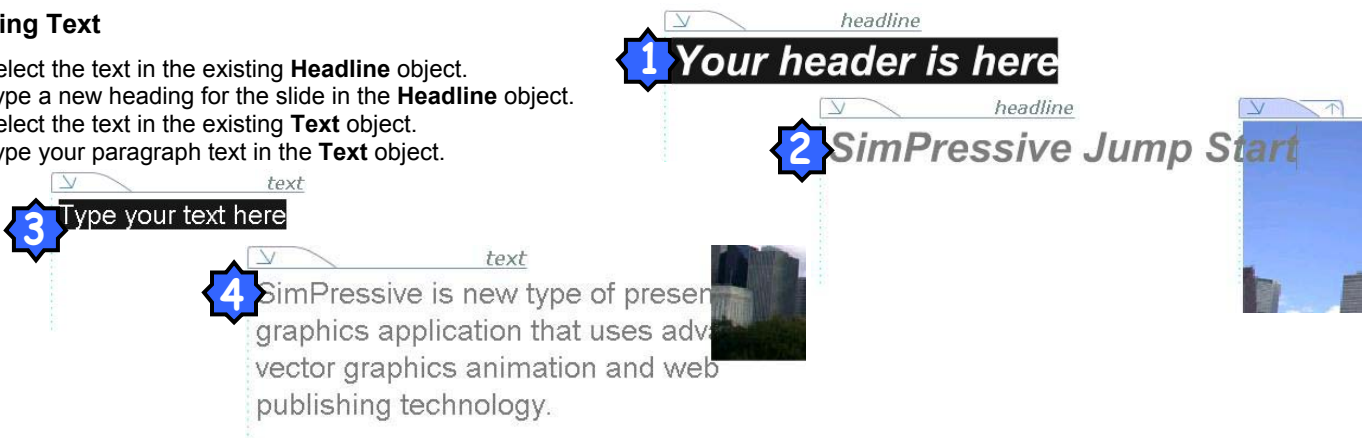 ing Text
elect the text in the existing Headline object.
ype a new heading for the slide in the Headline object.
elect the text in the existing Text object.
ype your paragraph text in the Text object.
headline
1 Your header is here
headline
2 SimPressive Jump Start
text
3 Type your text here
text
4 SimPressive is new type of presen
graphics application that uses adva
vector graphics animation and web
publishing technology.